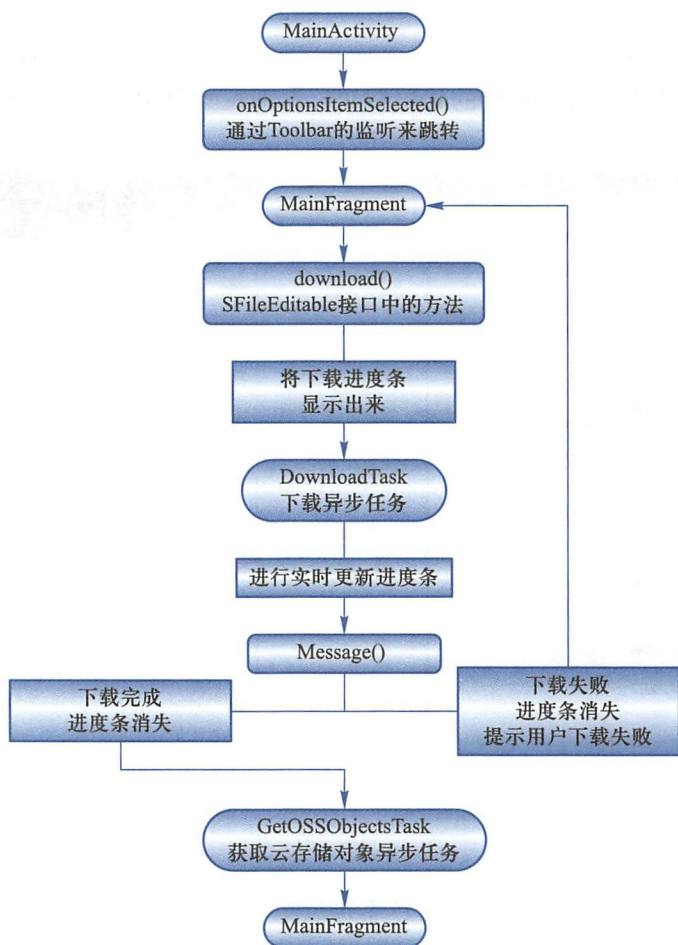 MainActivity
onOptionsItemSelected()
通过Toolbar的监听来跳转
MainFragment
download()
SFileEditable接口中的方法
将下载进度条
显示出来
DownloadTask
下载异步任务
进行实时更新进度条
Message()
下载完成
进度条消失
下载失败
进度条消失
提示用户下载失败
GetOSSObjectsTask
获取云存储对象异步任务
MainFragment